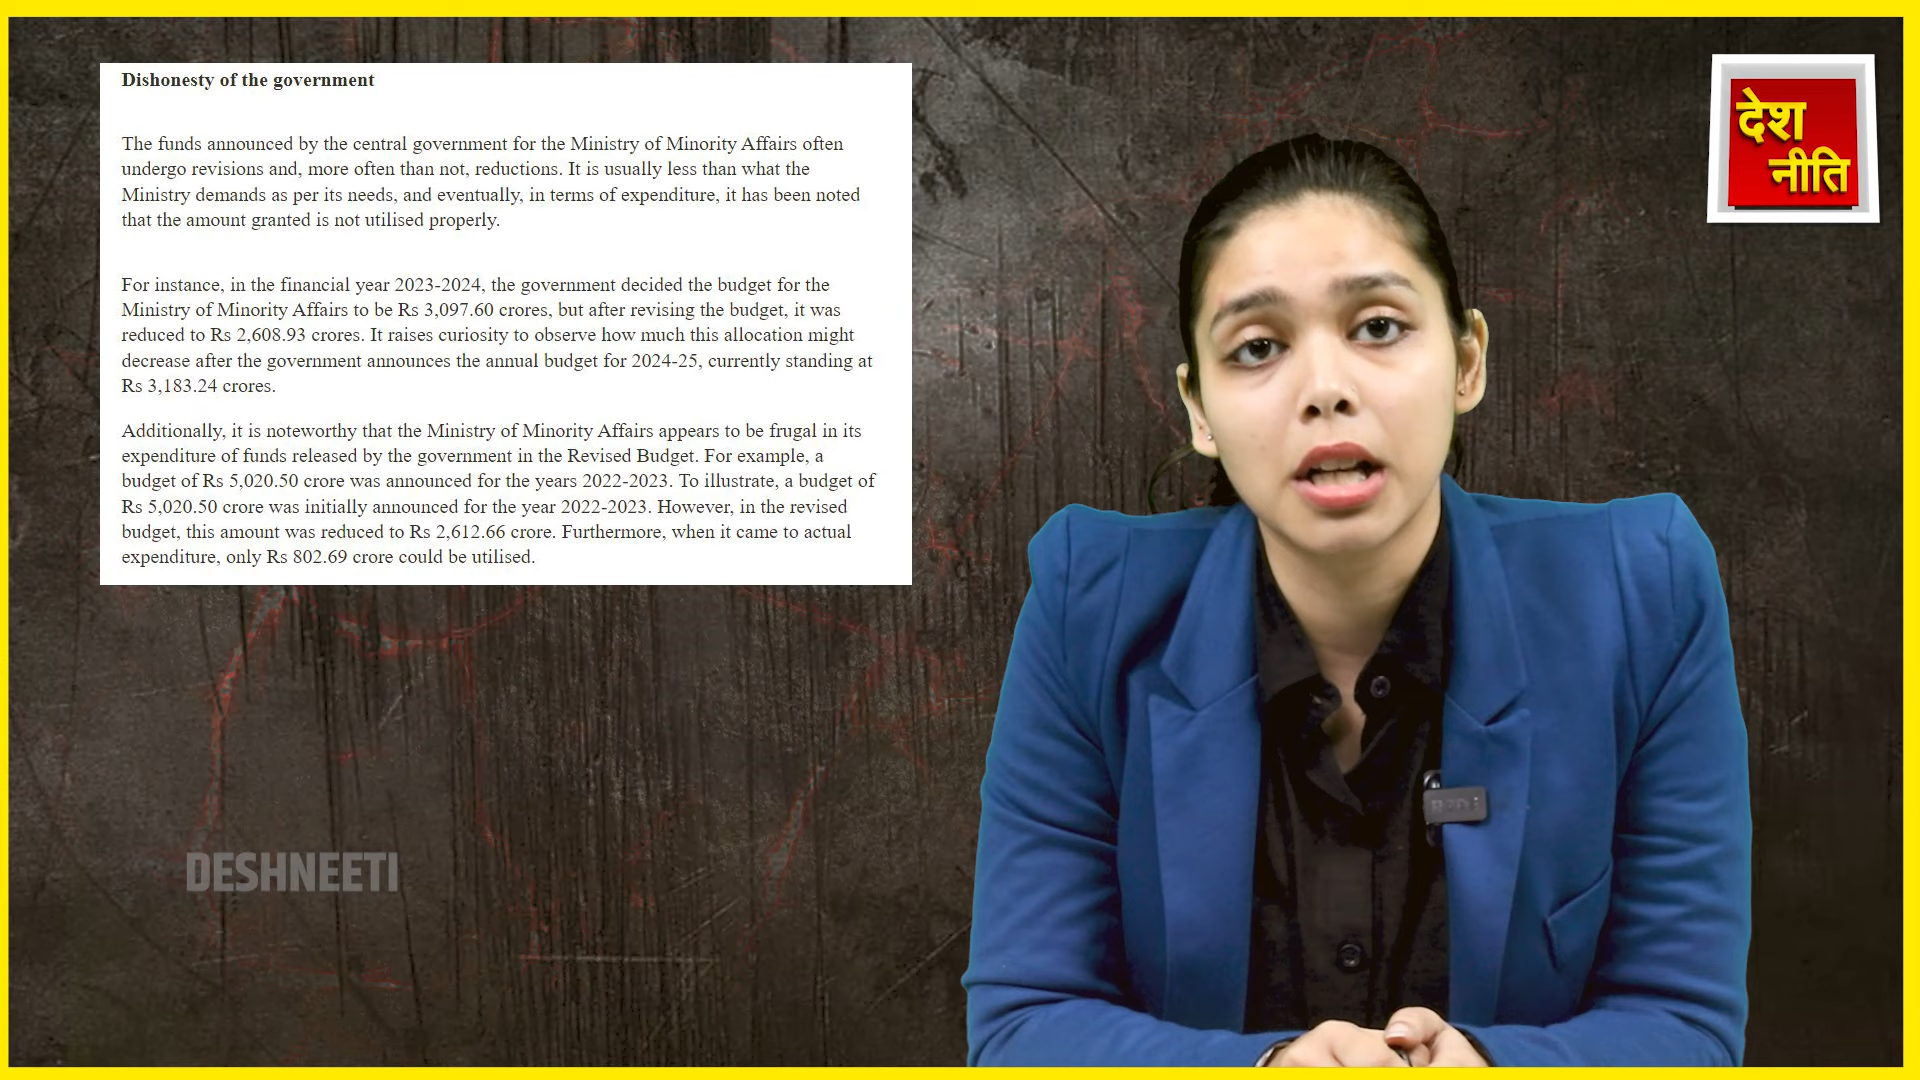 Dishonesty of the government
The funds announced by the central government for the Ministry of Minority Affairs often
undergo revisions and, more often than not, reductions. It is usually less than what the
Ministry demands as per its needs, and eventually, in terms of expenditure, it has been noted
that the amount granted is not utilised properly.
For instance, in the financial year 2023-2024, the government decided the budget for the
Ministry of Minority Affairs to be Rs 3,097.60 crores, but after revising the budget, it was
reduced to Rs 2,608.93 crores. It raises curiosity to observe how much this allocation might
decrease after the government announces the annual budget for 2024-25, currently standing at
Rs 3,183.24 crores.
Additionally, it is noteworthy that the Ministry of Minority Affairs appears to be frugal in its
expenditure of funds released by the government in the Revised Budget. For example, a
budget of Rs 5,020.50 crore was announced for the years 2022-2023. To illustrate, a budget of
Rs 5,020.50 crore was initially announced for the year 2022-2023. However, in the revised
budget, this amount was reduced to Rs 2,612.66 crore. Furthermore, when it came to actual
expenditure, only Rs 802.69 crore could be utilised.
देश
नीति
DESHNEETI